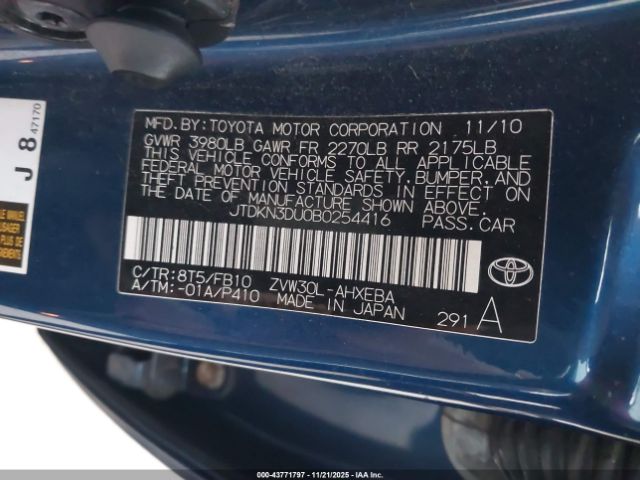 MFD.BY:TOYOTA MOTOR CORPORATION 11/10
GVWR 3980LB GAWR FR 2270LB RR 2175LB
THIS VEHICLE CONFORMS TO ALL APPLICABLE
FEDERAL MOTOR VEHICLE SAFETY, BUMPER, AND
THEFT PREVENTION STANDARDS IN EFFECT ON
THE DATE OF MANUFACTURE SHOWN ABOVE.
JTDKN3DU0B0254416 PASS.CAR
C/TR:8T5/FB10 ZVW30L-AHXEBA
A/TM:-01A/P410 MADE IN JAPAN
291 A
J 8 47170
000-43771797 - 11/21/2025 - IAAI.com